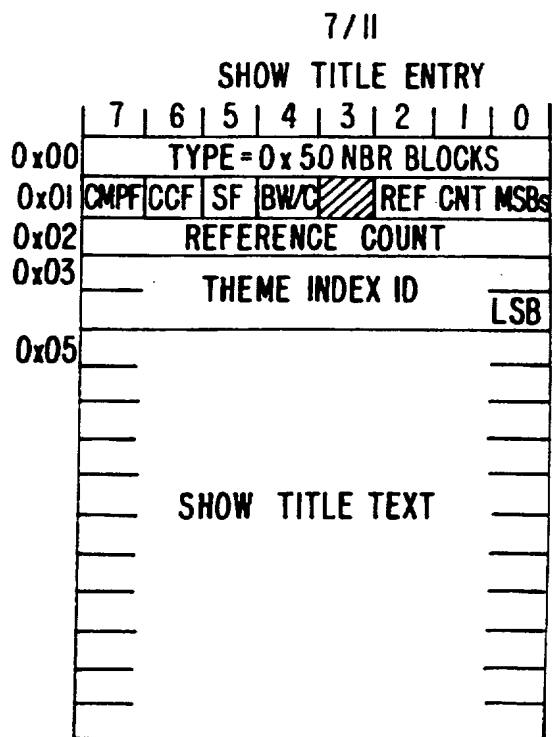 7/11
SHOW TITLE ENTRY
7 6 5 4 3 2 1 0
0x00 TYPE = 0x50 NBR BLOCKS
0x01 CMPF CCF SF BW/C REF CNT MSBs
0x02 REFERENCE COUNT
0x03 THEME INDEX ID
LSB
0x05
SHOW TITLE TEXT